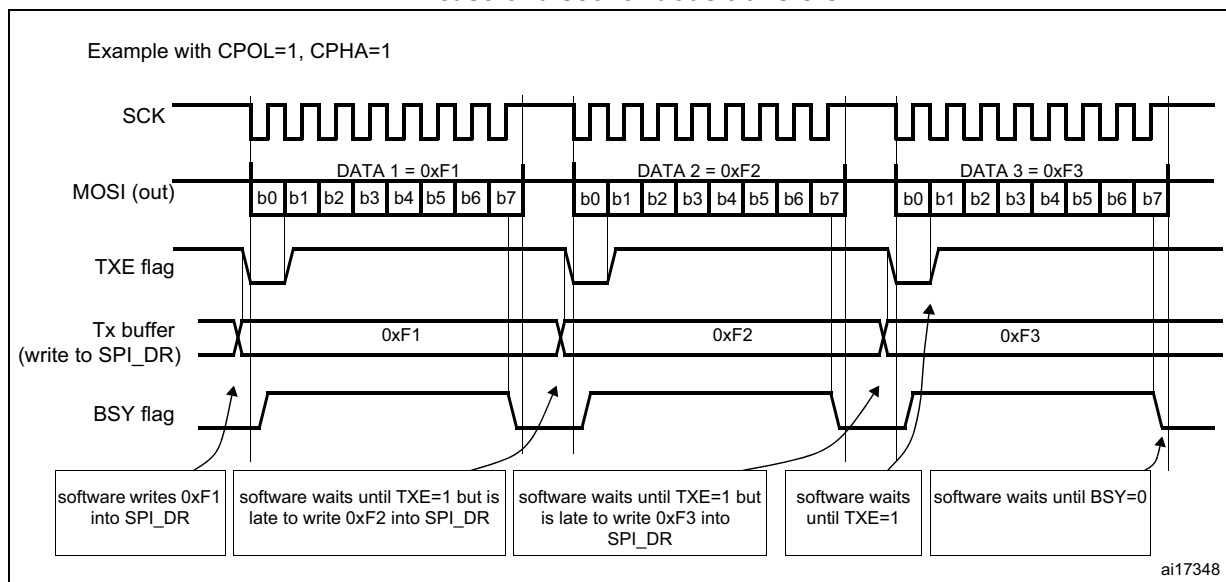 Example with CPOL=1, CPHA=1
SCK
DATA 1 = 0xF1
DATA 2 = 0xF2
DATA 3 = 0xF3
MOSI (out)
b0 b1 b2 b3 b4 b5 b6 b7
b0 b1 b2 b3 b4 b5 b6 b7
b0 b1 b2 b3 b4 b5 b6 b7
TXE flag
Tx buffer
(write to SPI_DR)
0xF1
0xF2
0xF3
BSY flag
software writes 0xF1
into SPI_DR
software waits until TXE=1 but is
late to write 0xF2 into SPI_DR
software waits until TXE=1 but
is late to write 0xF3 into
SPI_DR
software waits
until TXE=1
software waits until BSY=0
ai17348